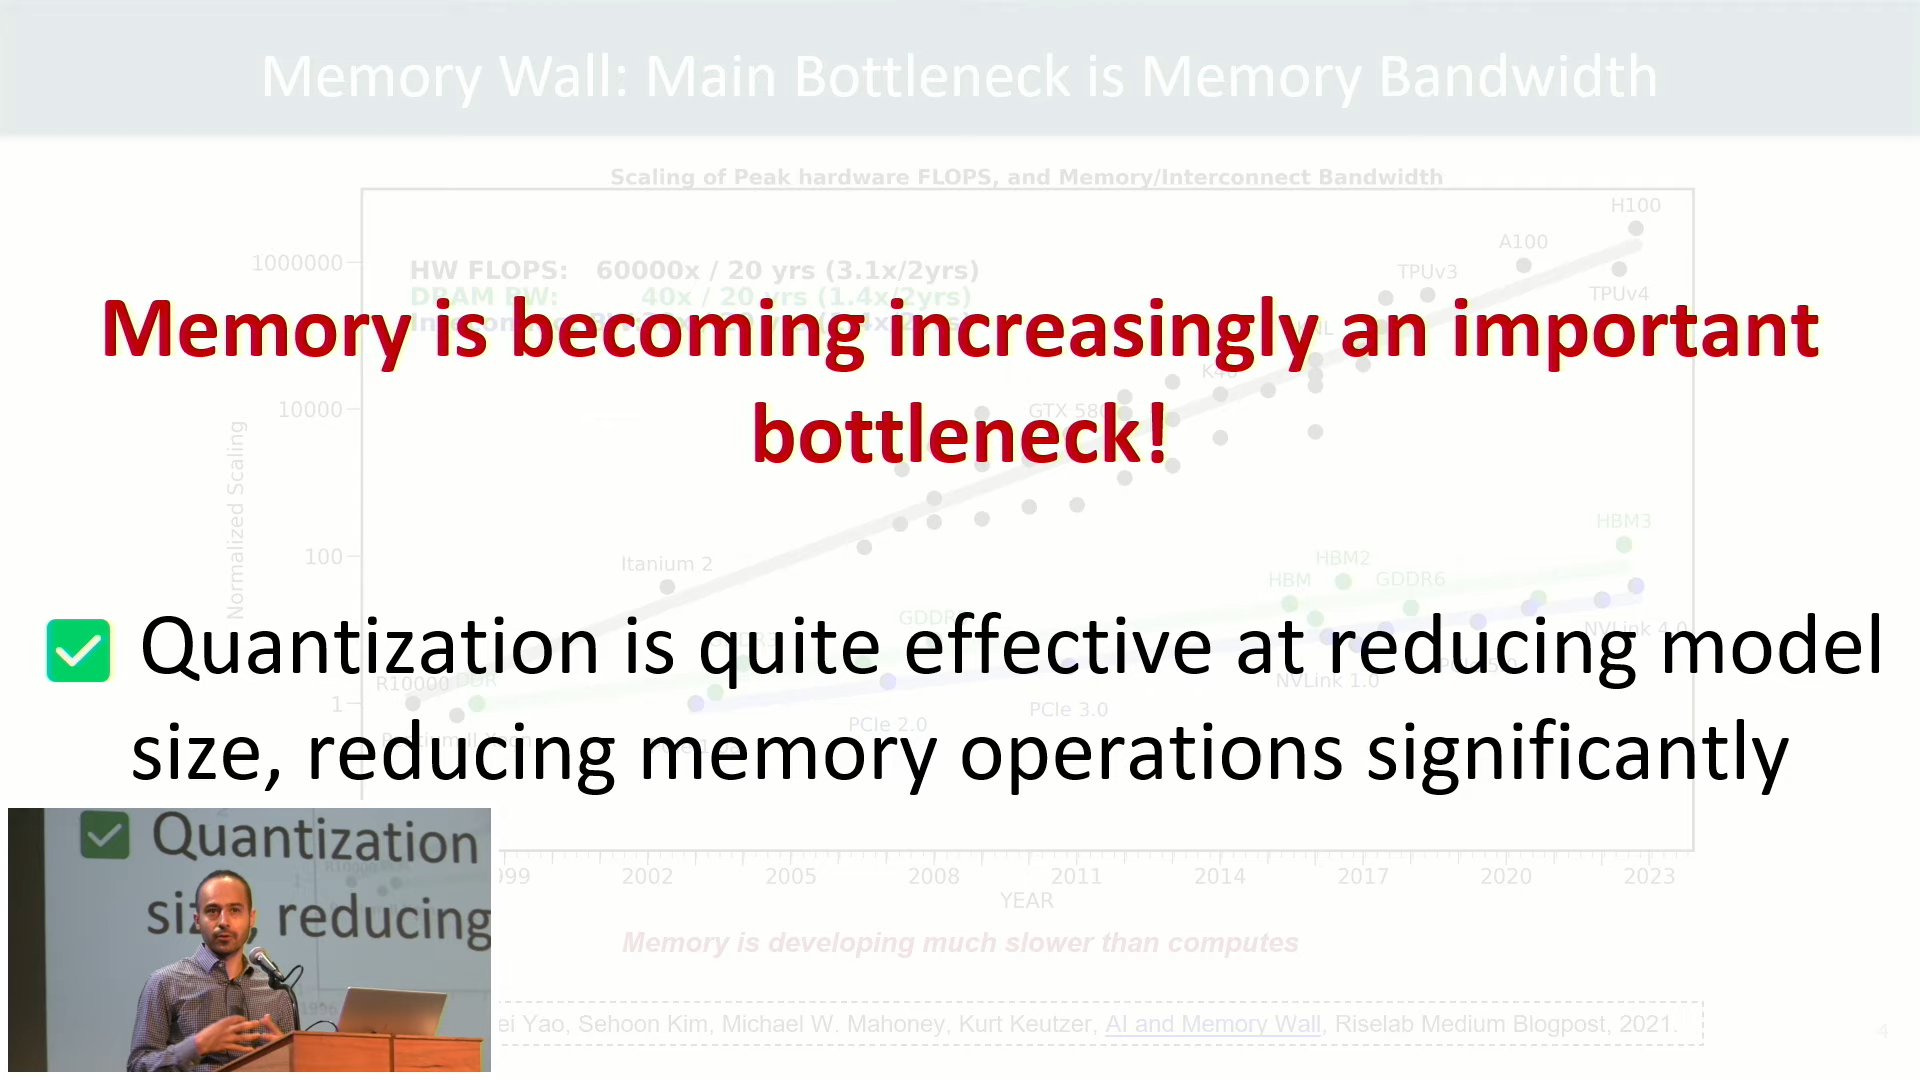 Memory Wall: Main Bottleneck is Memory Bandwidth
Scaling of Peak hardware FLOPS, and Memory/Interconnect Bandwidth
H100
A100
1000000
HW FLOPS: 60000x / 20 yrs (3.1x/2yrs)
TPUv3
DRAM BW: 40x / 20 yrs (1.4x/2yrs)
TPUv4
Memory is becoming increasingly an important
bottleneck!
10000
GTX 580
Normalized Scaling
HBM3
100
Itanium 2
HBM2
HBM
GDDR6
Quantization is quite effective at reducing model
NVLink 4.0
R10000
DDR
NVLink 1.0
1
PCIe 3.0
PCIe 2.0
size, reducing memory operations significantly
Quantization
reducing
2002
2005
2008
2011
2014
2017
2020
2023
YEAR
Memory is developing much slower than computes
Yao, Sehoon Kim, Michael W. Mahoney, Kurt Keutzer, AI and Memory Wall, Riselab Medium Blogpost, 2021.
4